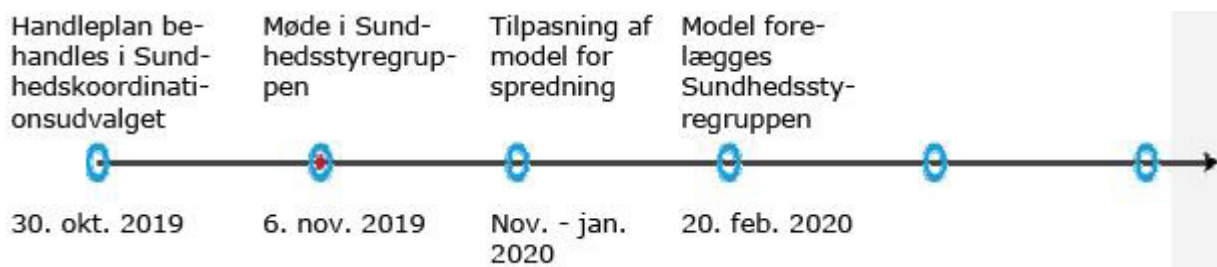 Handleplan be-
handles i Sund-
hedskoordinati-
onsudvalget
Møde i Sund-
hedsstyregrup-
pen
Tilpasning af
model for
spredning
Model fore-
lægges
Sundhedssty-
regruppen
30. okt. 2019
6. nov. 2019
Nov. - jan.
2020
20. feb. 2020